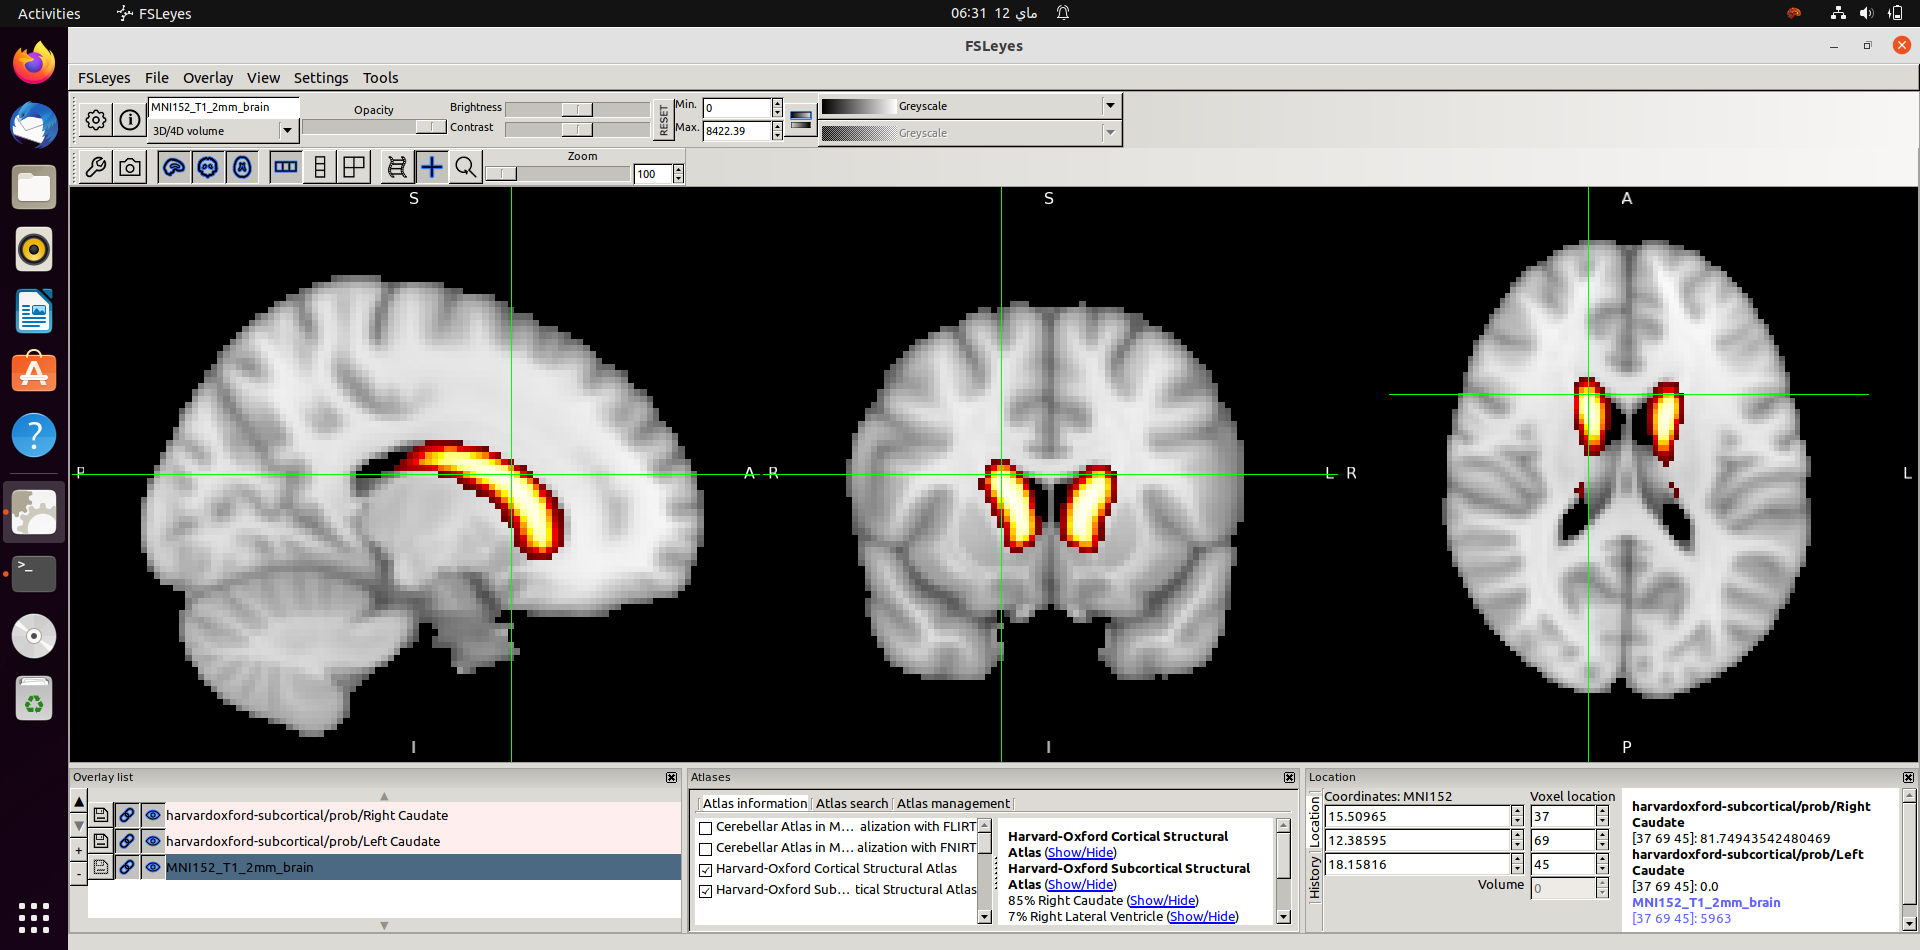 Activities
FSLeyes
06:31 12 ماي
FSLeyes
FSLeyes File Overlay View Settings Tools
MNI152_T1_2mm_brain
3D/4D volume
Opacity
Brightness
Contrast
RESET
Min. 0
Max. 8422.39
Greyscale
Greyscale
Zoom
100
S
S
A
P
A
R
L
R
L
I
I
P
Overlay list
harvardoxford-subcortical/prob/Right Caudate
harvardoxford-subcortical/prob/Left Caudate
MNI152_T1_2mm_brain
Atlases
Atlas information Atlas search Atlas management
Cerebellar Atlas in M... alization with FLIRT
Cerebellar Atlas in M... alization with FNIRT
Harvard-Oxford Cortical Structural Atlas
Harvard-Oxford Sub... tical Structural Atlas
Harvard-Oxford Cortical Structural
Atlas (Show/Hide)
Harvard-Oxford Subcortical Structural
Atlas (Show/Hide)
85% Right Caudate (Show/Hide)
7% Right Lateral Ventricle (Show/Hide)
Location
Location
History
Coordinates: MNI152 Voxel location
15.50965 37
12.38595 69
18.15816 45
Volume 0
harvardoxford-subcortical/prob/Right
Caudate
[37 69 45]: 81.74943542480469
harvardoxford-subcortical/prob/Left
Caudate
[37 69 45]: 0.0
MNI152_T1_2mm_brain
[37 69 45]: 5963